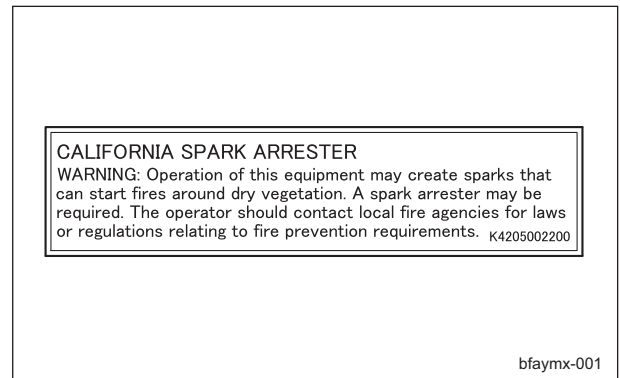 CALIFORNIA SPARK ARRESTER
WARNING: Operation of this equipment may create sparks that
can start fires around dry vegetation. A spark arrester may be
required. The operator should contact local fire agencies for laws
or regulations relating to fire prevention requirements. K4205002200
bfaymx-001